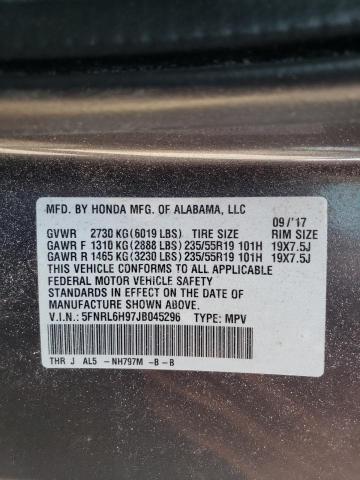 MFD. BY HONDA MFG. OF ALABAMA, LLC 09/'17
GVWR 2730 KG(6019 LBS) TIRE SIZE RIM SIZE
GAWR F 1310 KG(2888 LBS) 235/55R19 101H 19X7.5J
GAWR R 1465 KG(3230 LBS) 235/55R19 101H 19X7.5J
THIS VEHICLE CONFORMS TO ALL APPLICABLE
FEDERAL MOTOR VEHICLE SAFETY
STANDARDS IN EFFECT ON THE DATE OF
MANUFACTURE SHOWN ABOVE.
V.I.N.: 5FNRL6H97JB045296 TYPE: MPV
THR J AL5 -NH797M -B-B